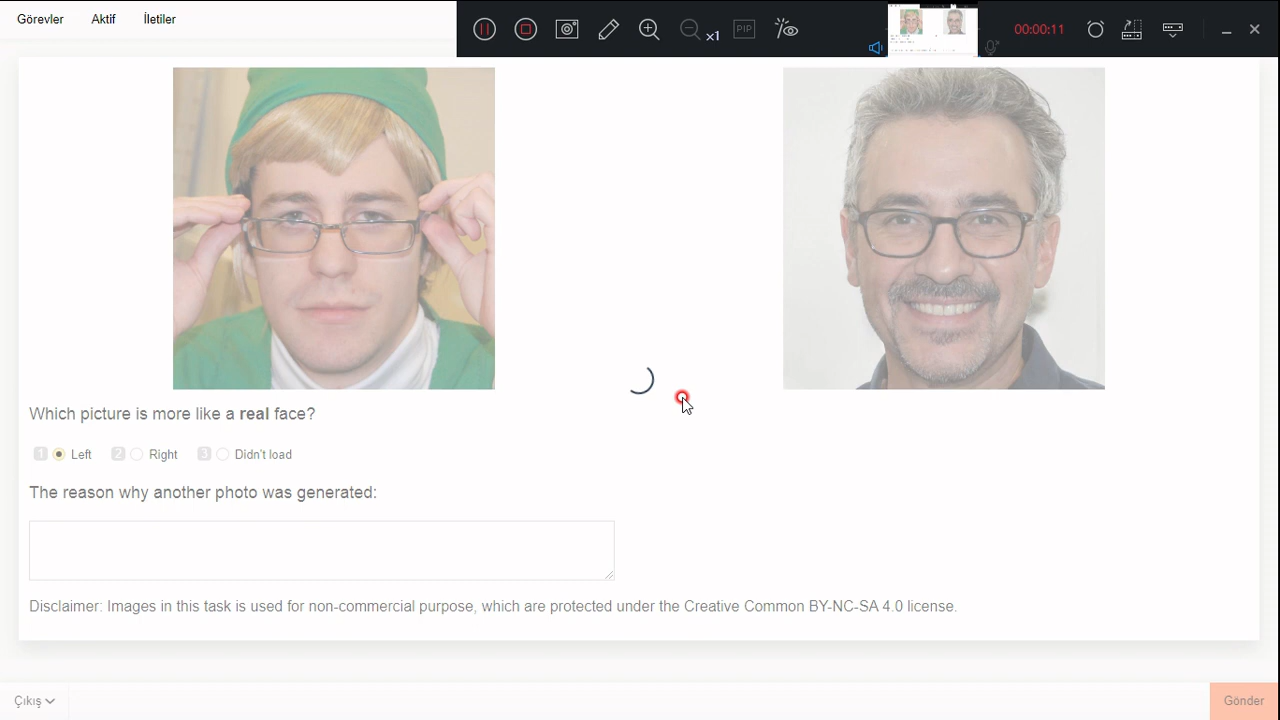 Görevler Aktif İletiler
x1 PIP 00:00:11
Which picture is more like a real face?
1 Left 2 Right 3 Didn't load
The reason why another photo was generated:
Disclaimer: Images in this task is used for non-commercial purpose, which are protected under the Creative Common BY-NC-SA 4.0 license.
Çıkış Gönder